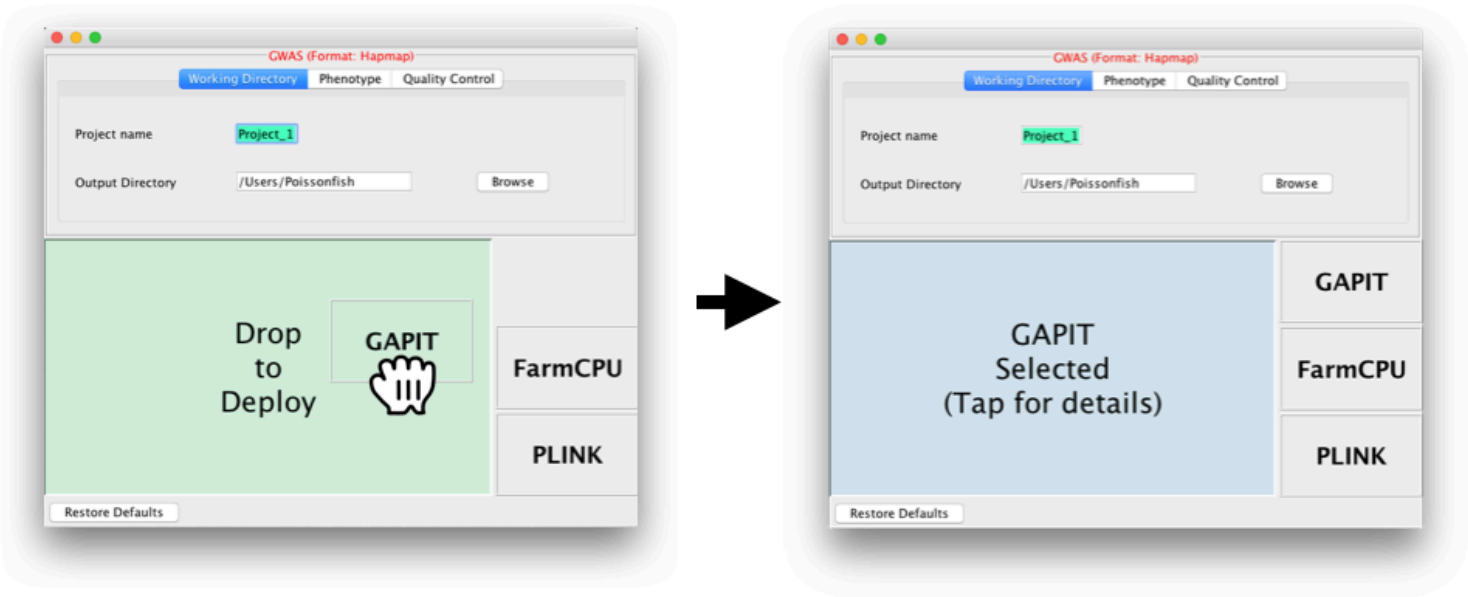 GWAS (Format: Hapmap)
Working Directory Phenotype Quality Control
Project name Project_1
Output Directory /Users/Poissonfish Browse
Drop
to
Deploy
GAPIT
FarmCPU
PLINK
Restore Defaults
GWAS (Format: Hapmap)
Working Directory Phenotype Quality Control
Project name Project_1
Output Directory /Users/Poissonfish Browse
GAPIT
Selected
(Tap for details)
GAPIT
FarmCPU
PLINK
Restore Defaults